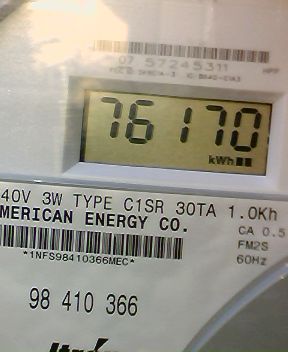 07 57245311
76170
kWh
40V 3W TYPE C1SR 30TA 1.0Kh
MERICAN ENERGY CO.
CA 0.5
FM2S
60Hz
*1NFS98410366MEC*
98 410 366